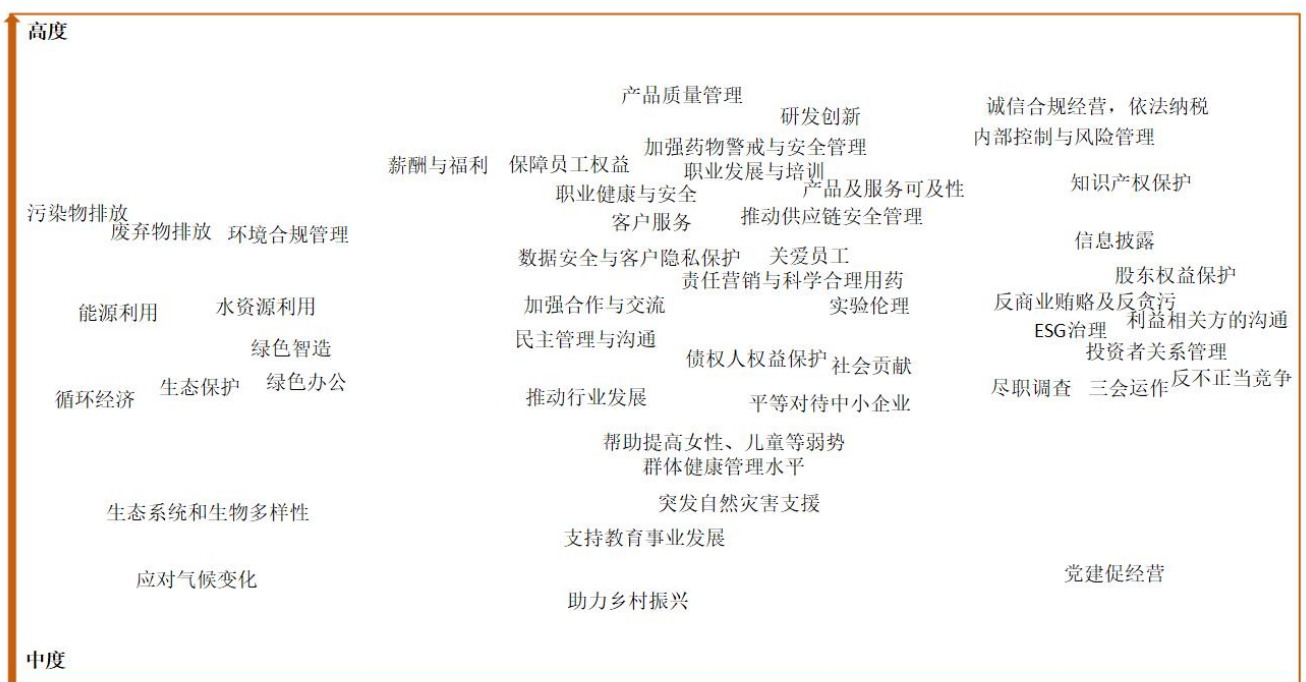 高度
产品质量管理
研发创新
诚信合规经营，依法纳税
内部控制与风险管理
加强药物警戒与安全管理
薪酬与福利
保障员工权益
职业发展与培训
产品及服务可及性
知识产权保护
职业健康与安全
污染物排放
废弃物排放
环境合规管理
客户服务
推动供应链安全管理
信息披露
数据安全与客户隐私保护
关爱员工
责任营销与科学合理用药
股东权益保护
能源利用
水资源利用
加强合作与交流
实验伦理
反商业贿赂及反贪污
ESG治理
利益相关方的沟通
绿色智造
民主管理与沟通
债权人权益保护
社会贡献
投资者关系管理
循环经济
生态保护
绿色办公
推动行业发展
平等对待中小企业
尽职调查
三会运作
反不正当竞争
帮助提高女性、儿童等弱势
群体健康管理水平
生态系统和生物多样性
突发自然灾害支援
支持教育事业发展
应对气候变化
党建促经营
助力乡村振兴
中度